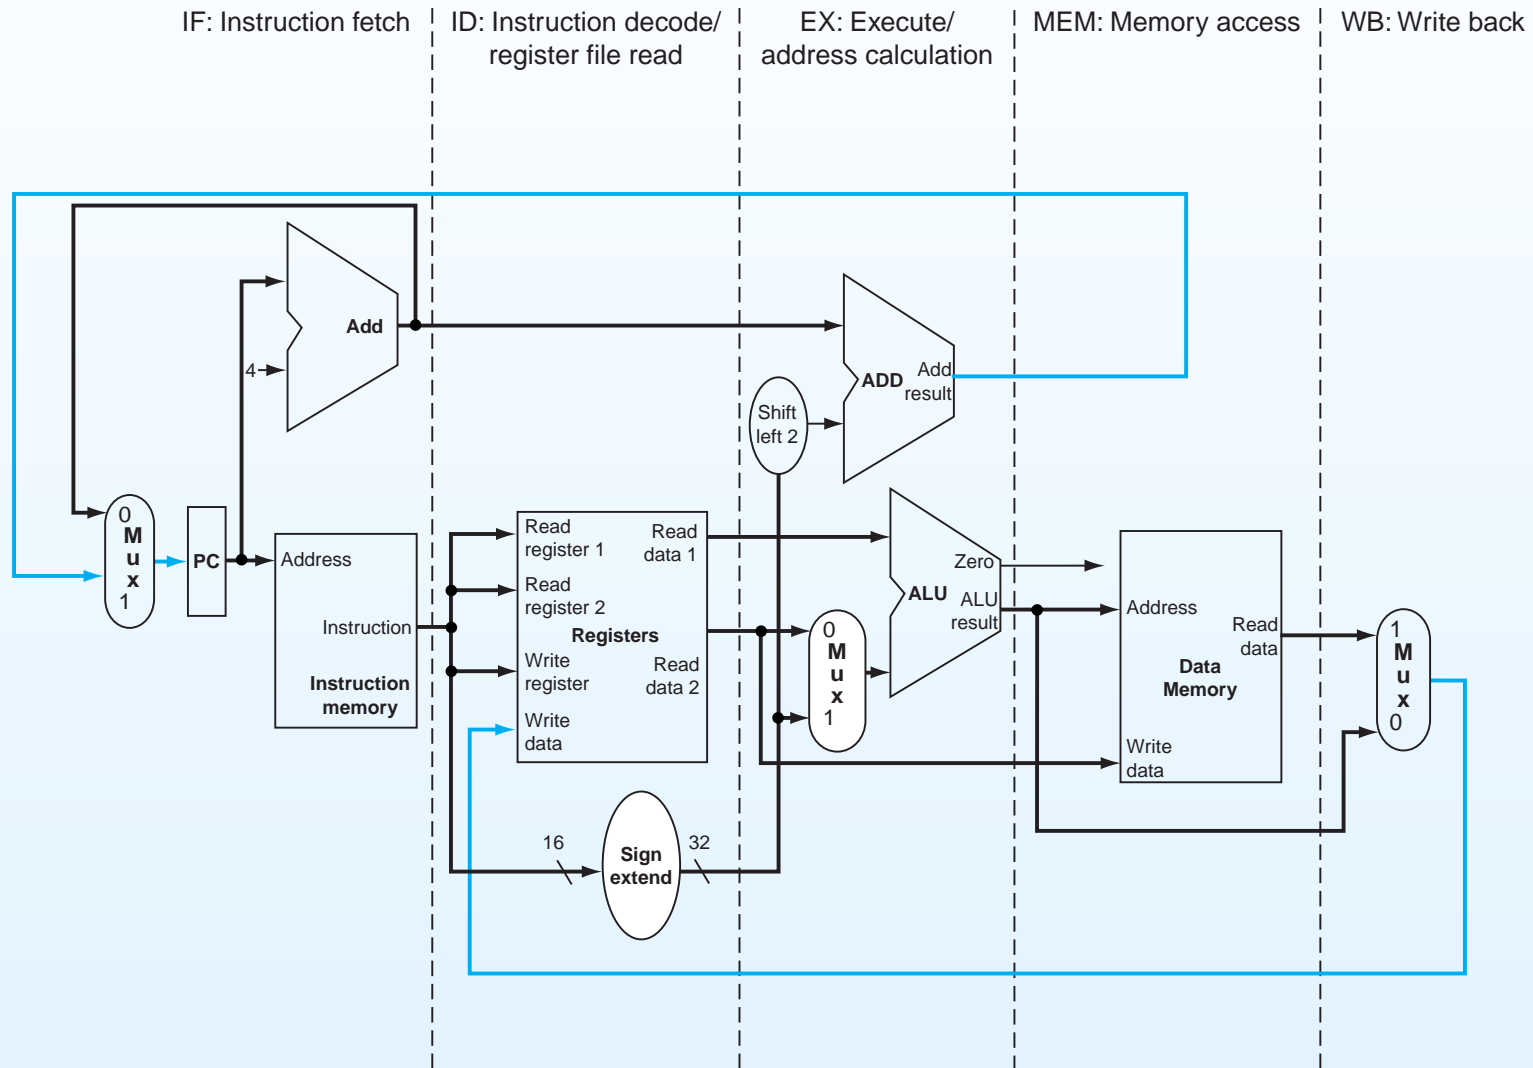 IF: Instruction fetch
ID: Instruction decode/
register file read
EX: Execute/
address calculation
MEM: Memory access
WB: Write back
Add
4
ADD
Add
result
Shift
left 2
0
M
u
x
1
PC
Address
Instruction
Instruction
memory
Read
register 1
Read
register 2
Write
register
Write
data
Registers
Read
data 1
Read
data 2
16
Sign
extend
32
0
M
u
x
1
Zero
ALU
ALU
result
Address
Read
data
Data
Memory
Write
data
1
M
u
x
0